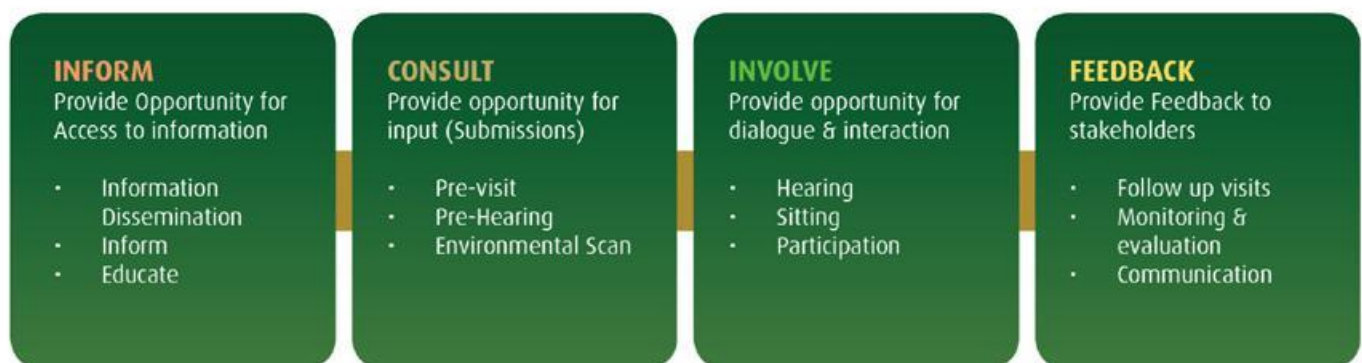 INFORM
Provide Opportunity for
Access to information
· Information
Dissemination
· Inform
· Educate
CONSULT
Provide opportunity for
input (Submissions)
· Pre-visit
· Pre-Hearing
· Environmental Scan
INVOLVE
Provide opportunity for
dialogue & interaction
· Hearing
· Sitting
· Participation
FEEDBACK
Provide Feedback to
stakeholders
· Follow up visits
· Monitoring &
evaluation
· Communication